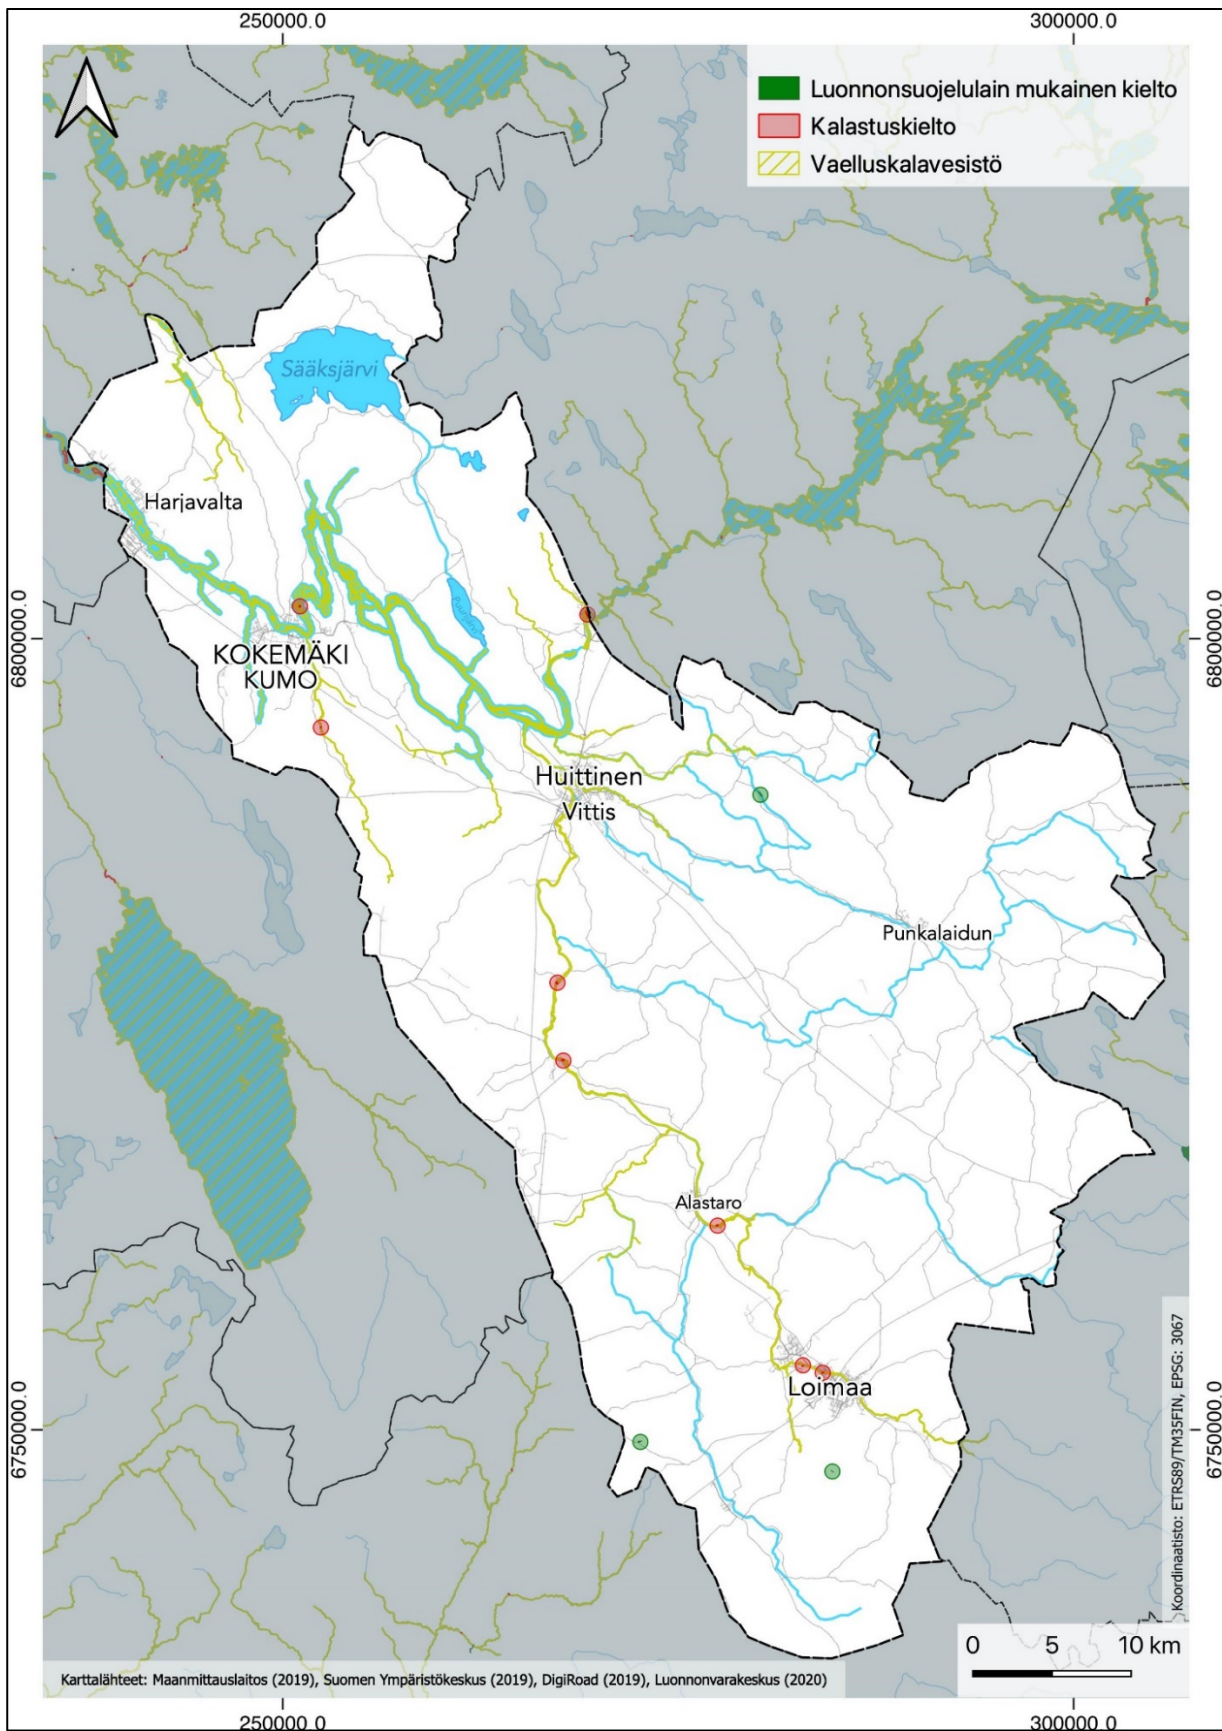 250000.0
300000.0
Luonnonsuojelulain mukainen kielto
Kalastuskielto
Vaelluskalavesistö
Sääksjärvi
Harjavalta
6800000.0
6800000.0
KOKEMÄKI
KUMO
Huittinen
Vittis
Punkalaidun
Alastaro
Loimaa
6750000.0
6750000.0
Koordinaatisto: ETRS89/TM35FIN, EPSG: 3067
0 5 10 km
Karttalähteet: Maanmittauslaitos (2019), Suomen Ympäristökeskus (2019), DigiRoad (2019), Luonnonvarakeskus (2020)
250000.0
300000.0